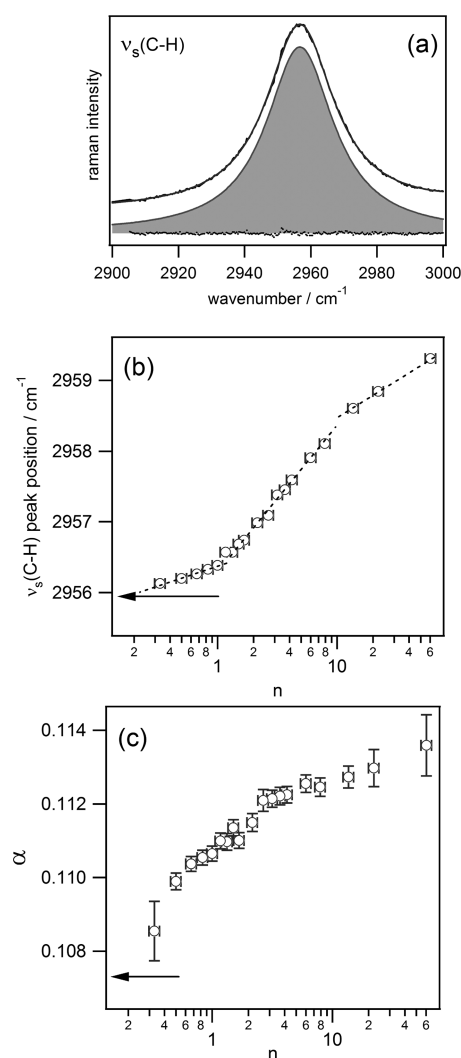 νs(C-H)
(a)
raman intensity
2900 2920 2940 2960 2980 3000
wavenumber / cm-1
(b)
νs(C-H) peak position / cm-1
2959
2958
2957
2956
2 4 6 8 1 2 4 6 8 10 2 4 6
n
(c)
α
0.114
0.112
0.110
0.108
2 4 6 8 1 2 4 6 8 10 2 4 6
n